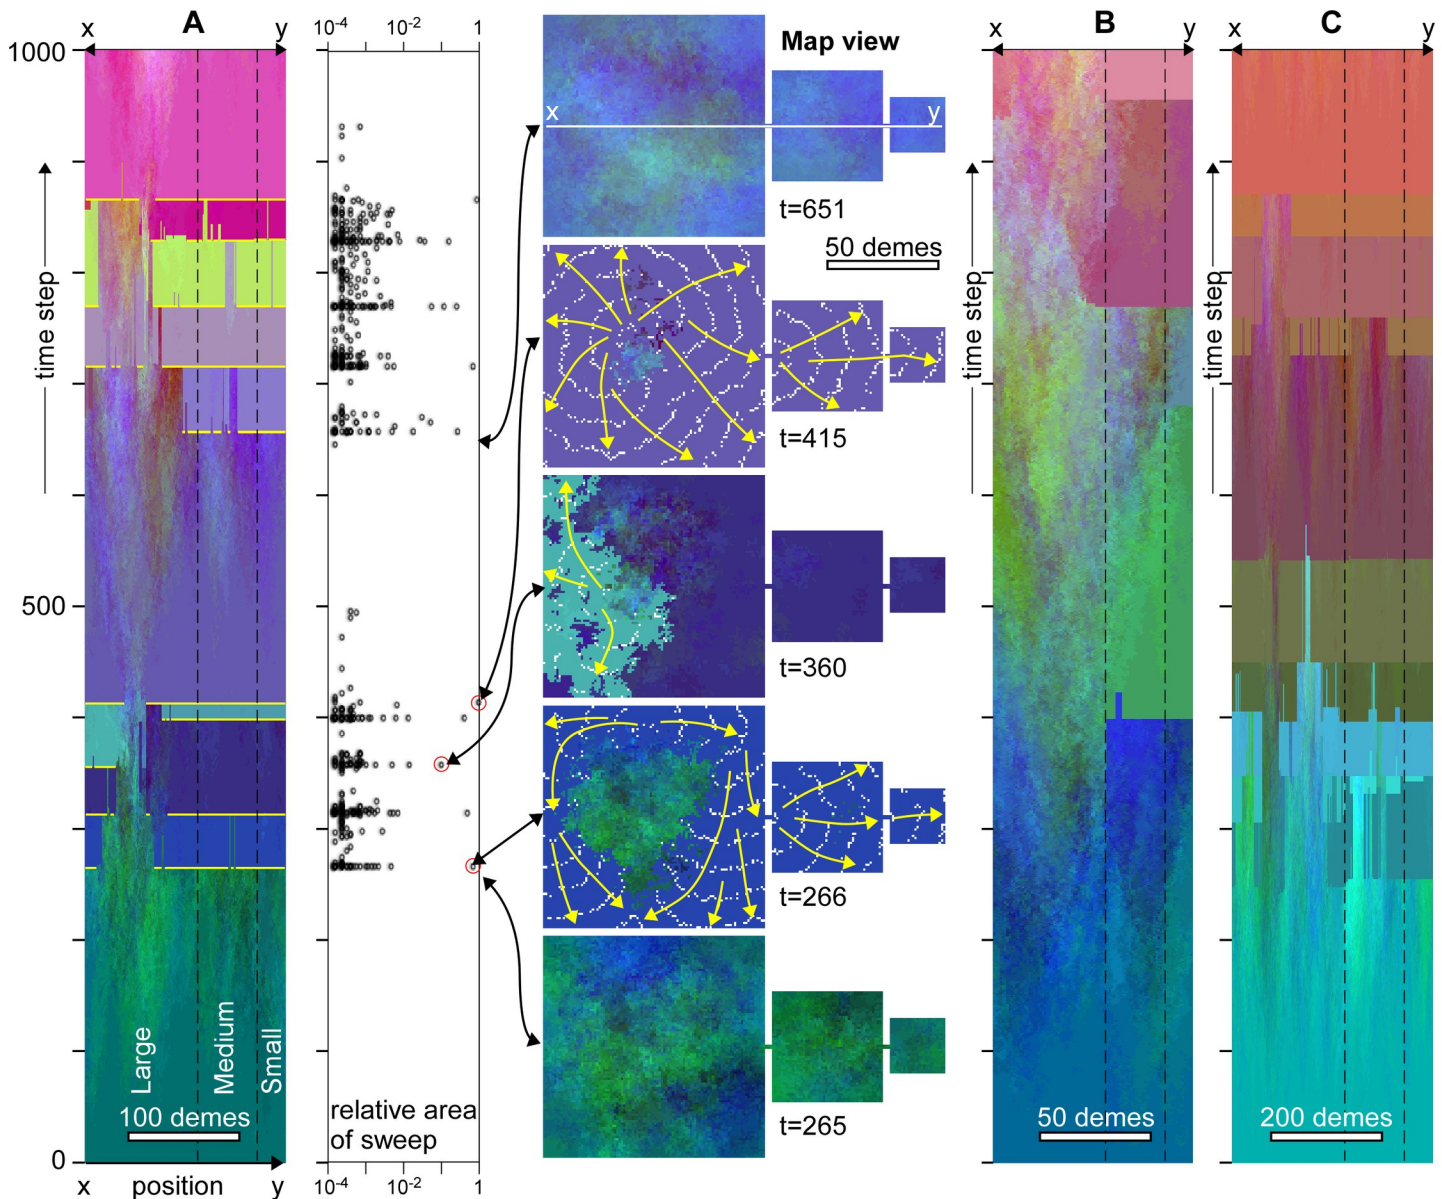 x A y
10-4 10-2 1
Map view
x B y
x C y
1000
time step
500
0
Large
Medium
Small
100 demes
x position y
relative area
of sweep
10-4 10-2 1
x y
t=651
50 demes
t=415
t=360
t=266
t=265
time step
50 demes
time step
200 demes